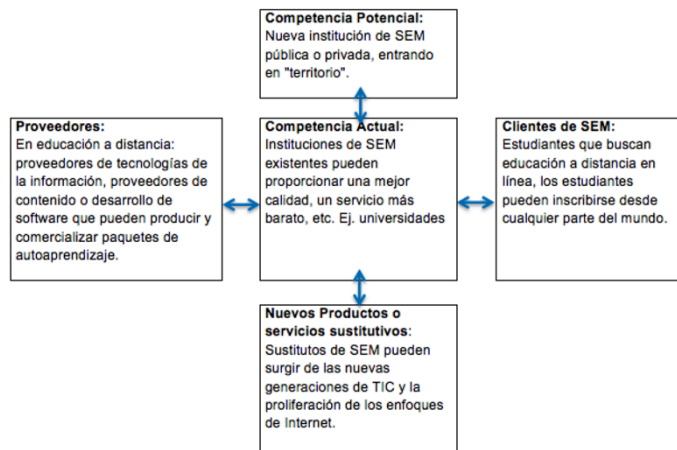 Competencia Potencial:
Nueva institución de SEM
pública o privada, entrando
en "territorio".
Proveedores:
En educación a distancia:
proveedores de tecnologías de
la información, proveedores de
contenido o desarrollo de
software que pueden producir y
comercializar paquetes de
autoaprendizaje.
Competencia Actual:
Instituciones de SEM
existentes pueden
proporcionar una mejor
calidad, un servicio más
barato, etc. Ej. universidades
Clientes de SEM:
Estudiantes que buscan
educación a distancia en
línea, los estudiantes
pueden inscribirse desde
cualquier parte del mundo.
Nuevos Productos o
servicios sustitutivos:
Sustitutos de SEM pueden
surgir de las nuevas
generaciones de TIC y la
proliferación de los enfoques
de Internet.